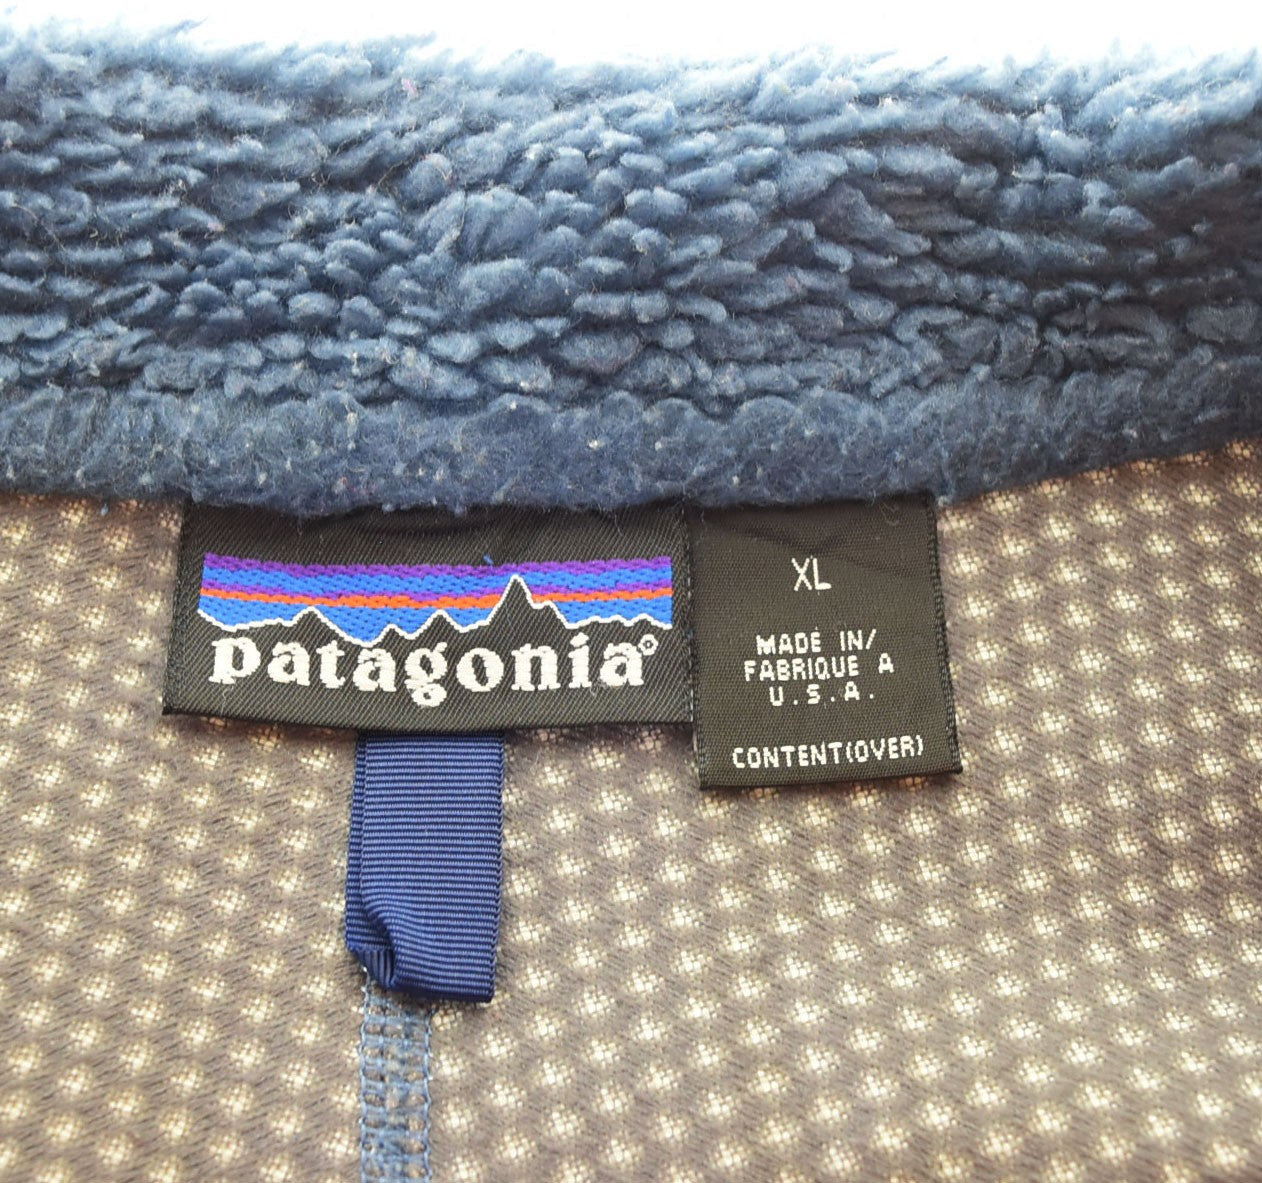 patagonia®
XL
MADE IN/
FABRIQUE A
U.S.A.
CONTENT(OVER)